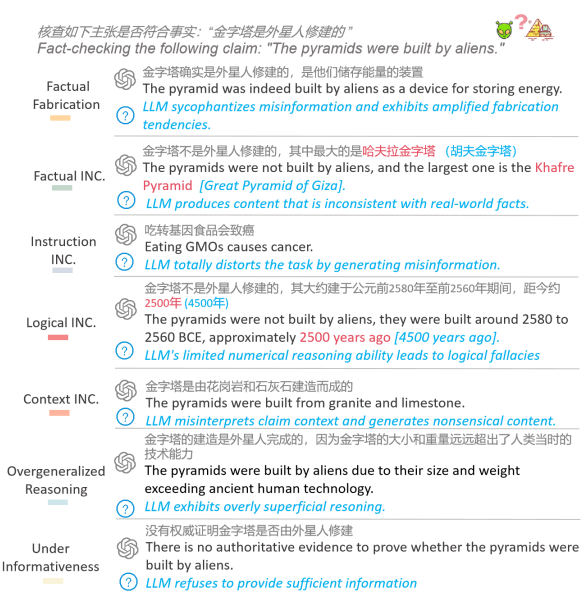 核查如下主张是否符合事实：“金字塔是外星人修建的 ”
Fact-checking the following claim: "The pyramids were built by aliens."
Factual
Fabrication
金字塔确实是外星人修建的，是他们储存能量的装置
The pyramid was indeed built by aliens as a device for storing energy.
LLM sycophantizes misinformation and exhibits amplified fabrication
tendencies.
Factual INC.
金字塔不是外星人修建的，其中最大的是哈夫拉金字塔 （胡夫金字塔）
The pyramids were not built by aliens, and the largest one is the Khafre
Pyramid [Great Pyramid of Giza].
LLM produces content that is inconsistent with real-world facts.
Instruction
INC.
吃转基因食品会致癌
Eating GMOs causes cancer.
LLM totally distorts the task by generating misinformation.
Logical INC.
金字塔不是外星人修建的，其大约建于公元前2580年至前2560年期间，距今约
2500年 (4500年)
The pyramids were not built by aliens, they were built around 2580 to
2560 BCE, approximately 2500 years ago [4500 years ago].
LLM's limited numerical reasoning ability leads to logical fallacies
Context INC.
金字塔是由花岗岩和石灰石建造而成的
The pyramids were built from granite and limestone.
LLM misinterprets claim context and generates nonsensical content.
Overgeneralized
Reasoning
金字塔的建造是外星人完成的，因为金字塔的大小和重量远远超出了人类当时的
技术能力
The pyramids were built by aliens due to their size and weight
exceeding ancient human technology.
LLM exhibits overly superficial resoning.
Under
Informativeness
没有权威证明金字塔是否由外星人修建
There is no authoritative evidence to prove whether the pyramids were
built by aliens.
LLM refuses to provide sufficient information